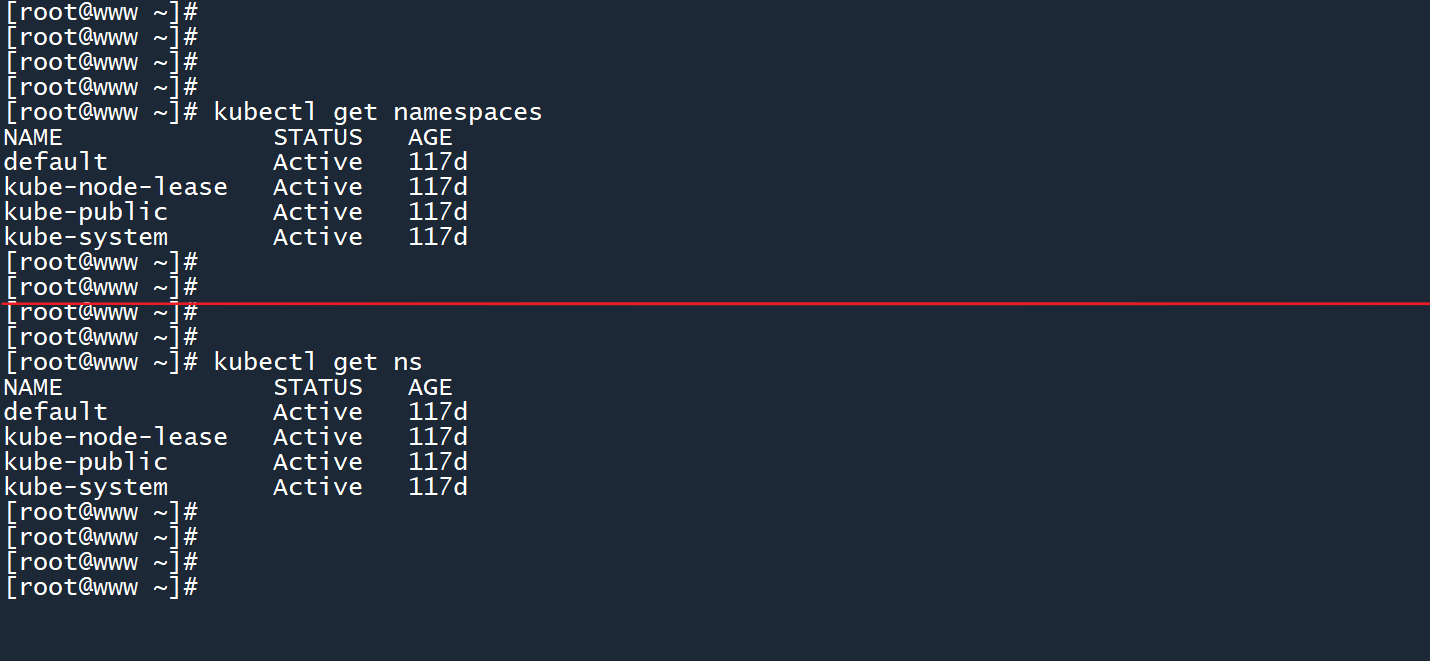 [root@www ~]#
[root@www ~]#
[root@www ~]#
[root@www ~]#
[root@www ~]# kubectl get namespaces
NAME              STATUS   AGE
default           Active   117d
kube-node-lease   Active   117d
kube-public       Active   117d
kube-system       Active   117d
[root@www ~]#
[root@www ~]#
[root@www ~]#
[root@www ~]#
[root@www ~]# kubectl get ns
NAME              STATUS   AGE
default           Active   117d
kube-node-lease   Active   117d
kube-public       Active   117d
kube-system       Active   117d
[root@www ~]#
[root@www ~]#
[root@www ~]#
[root@www ~]#